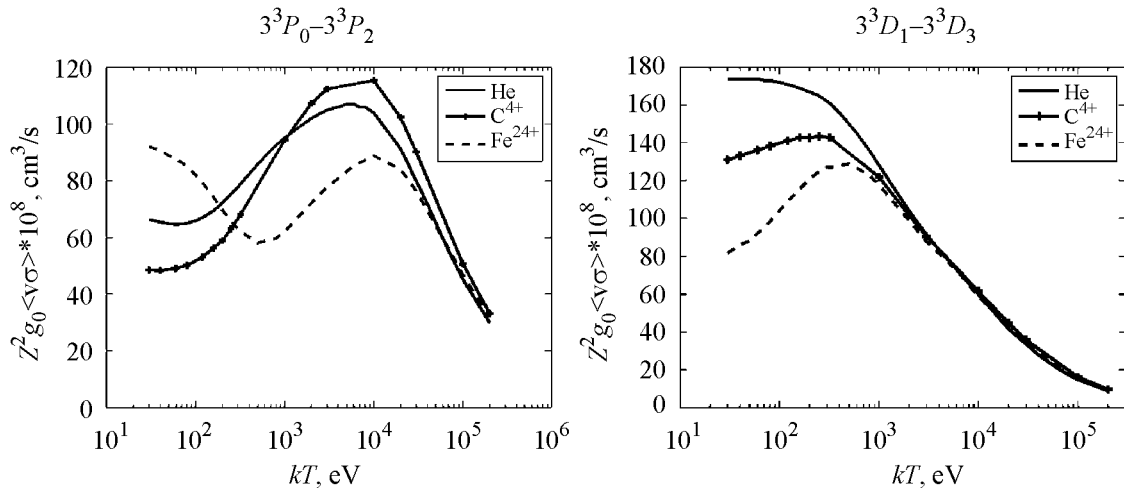 3³P₀–3³P₂
120
100
80
60
40
20
0
Z²g₀<vσ>*10⁸, cm³/s
He
C⁴⁺
Fe²⁴⁺
10¹ 10² 10³ 10⁴ 10⁵ 10⁶
kT, eV
3³D₁–3³D₃
180
160
140
120
100
80
60
40
20
0
Z²g₀<vσ>*10⁸, cm³/s
He
C⁴⁺
Fe²⁴⁺
10¹ 10² 10³ 10⁴ 10⁵
kT, eV